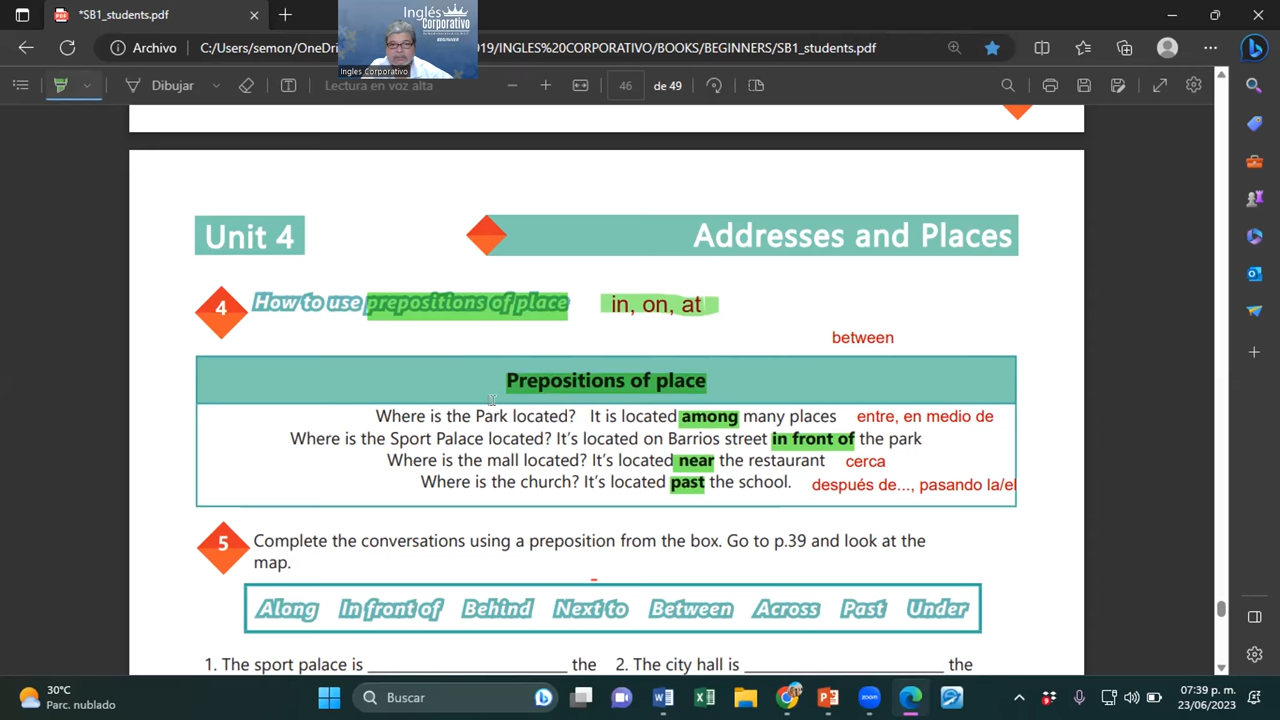 *SB1_students.pdf
Inglés
Corporativo
BEGINNER
Ingles Corporativo
Archivo C:/Users/semon/OneDri 019/INGLES%20CORPORATIVO/BOOKS/BEGINNERS/SB1_students.pdf
Dibujar Lectura en voz alta 46 de 49
Unit 4 Addresses and Places
4 How to use prepositions of place in, on, at
between
Prepositions of place
Where is the Park located? It is located among many places entre, en medio de
Where is the Sport Palace located? It's located on Barrios street in front of the park
Where is the mall located? It's located near the restaurant cerca
Where is the church? It's located past the school. después de..., pasando la/el
5 Complete the conversations using a preposition from the box. Go to p.39 and look at the
map.
Along In front of Behind Next to Between Across Past Under
1. The sport palace is ____________________ the 2. The city hall is ____________________ the
30°C
Parc. nublado
Buscar
07:39 p. m.
23/06/2023